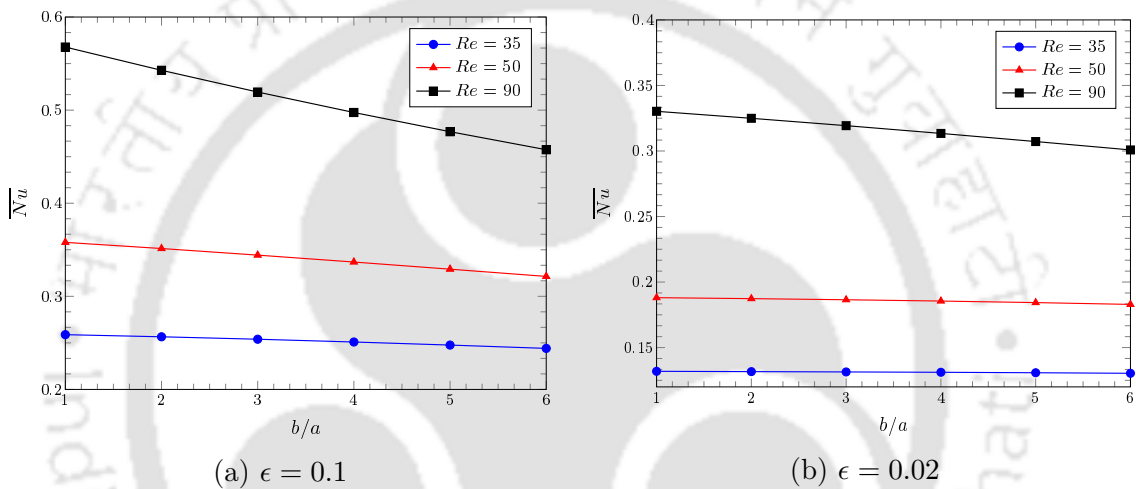 0.6
0.5
0.4
0.3
0.2
1 2 3 4 5 6
Nu
b/a
Re = 35
Re = 50
Re = 90
(a) ϵ = 0.1
0.4
0.35
0.3
0.25
0.2
0.15
1 2 3 4 5 6
Nu
b/a
Re = 35
Re = 50
Re = 90
(b) ϵ = 0.02